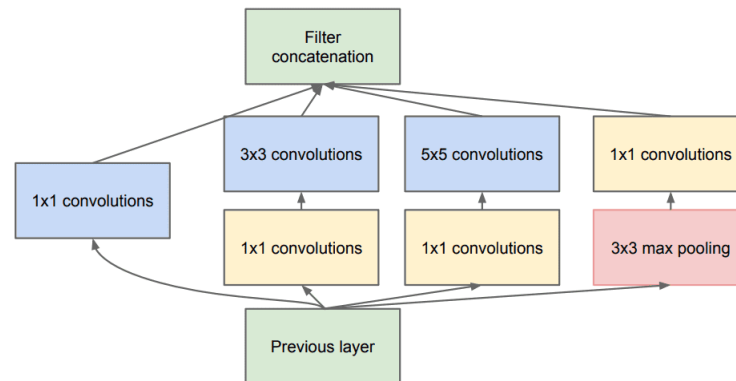 Filter
concatenation
3x3 convolutions
5x5 convolutions
1x1 convolutions
1x1 convolutions
1x1 convolutions
1x1 convolutions
3x3 max pooling
Previous layer